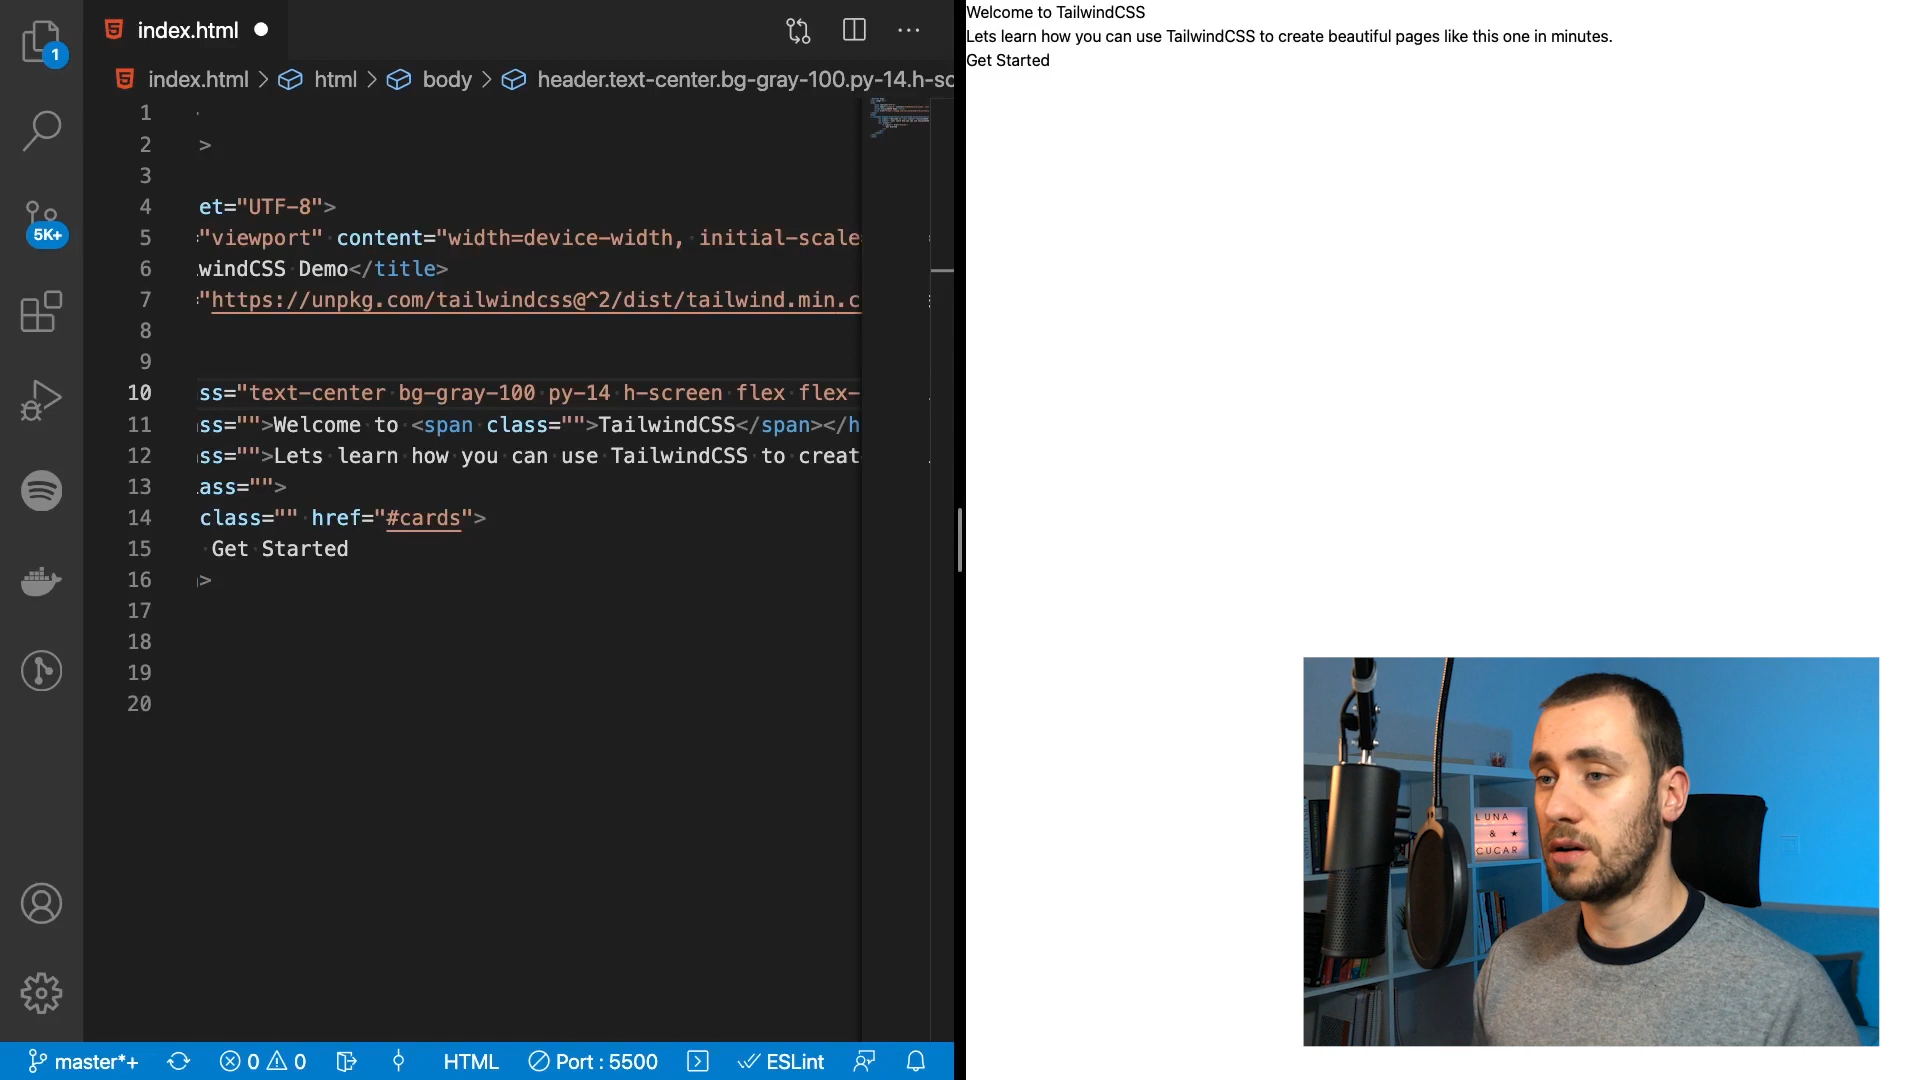 1
5K+
index.html
index.html > html > body > header.text-center.bg-gray-100.py-14.h-sc
1
2 >
3
4 et="UTF-8">
5 "viewport" content="width=device-width, initial-scale
6 windCSS Demo</title>
7 "https://unpkg.com/tailwindcss@^2/dist/tailwind.min.c
8
9
10 ss="text-center bg-gray-100 py-14 h-screen flex flex-
11 ss="">Welcome to <span class="">TailwindCSS</span></h
12 ss="">Lets learn how you can use TailwindCSS to creat
13 ass="">
14 class="" href="#cards">
15 Get Started
16 >
17
18
19
20
master*+ 0 0 HTML Port : 5500 ESLint
Welcome to TailwindCSS
Lets learn how you can use TailwindCSS to create beautiful pages like this one in minutes.
Get Started
LUNA
&
CUCAR